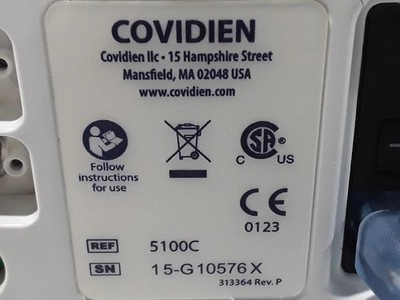 COVIDIEN
Covidien llc • 15 Hampshire Street
Mansfield, MA 02048 USA
www.covidien.com
Follow
instructions
for use
C SA ® US
CE
0123
REF 5100C
SN 15-G10576X
313364 Rev. P